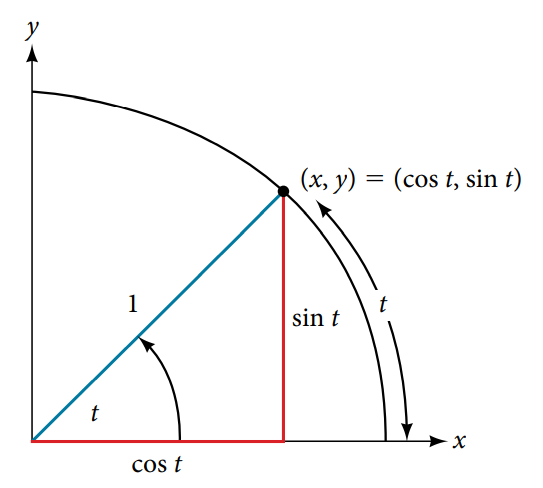 y
(x, y) = (cos t, sin t)
1
sin t
t
t
x
cos t